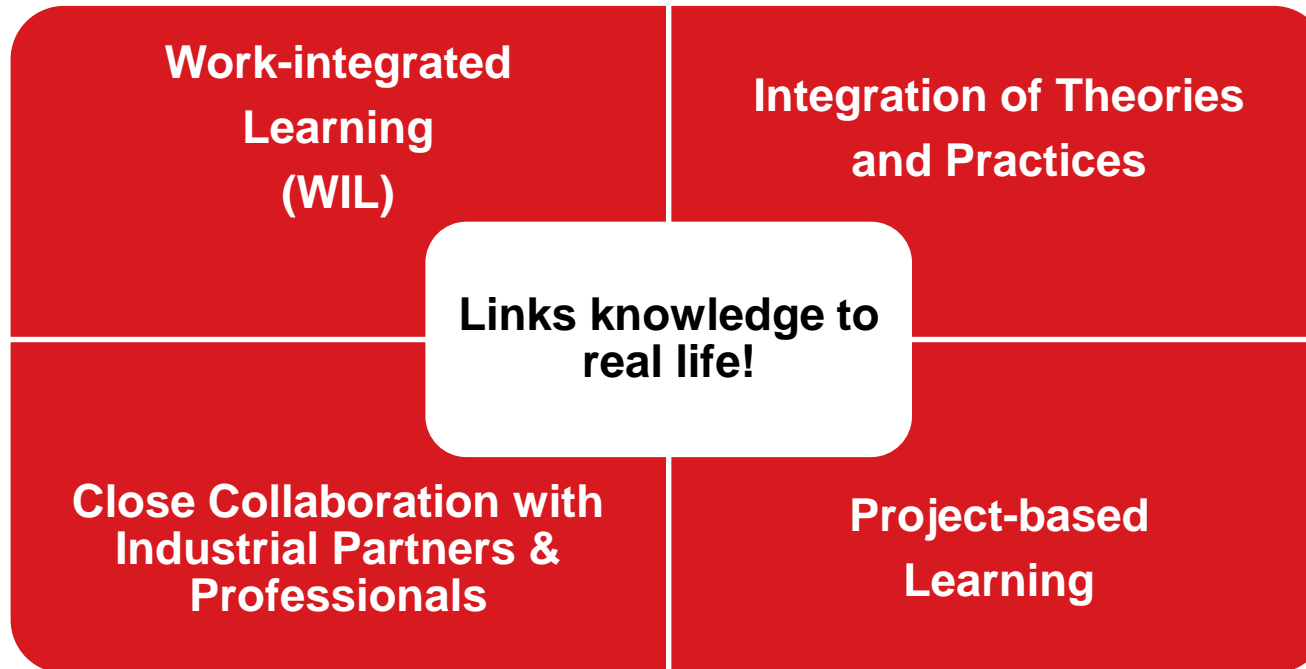 Work-integrated
Learning
(WIL)
Integration of Theories
and Practices
Links knowledge to
real life!
Close Collaboration with
Industrial Partners &
Professionals
Project-based
Learning